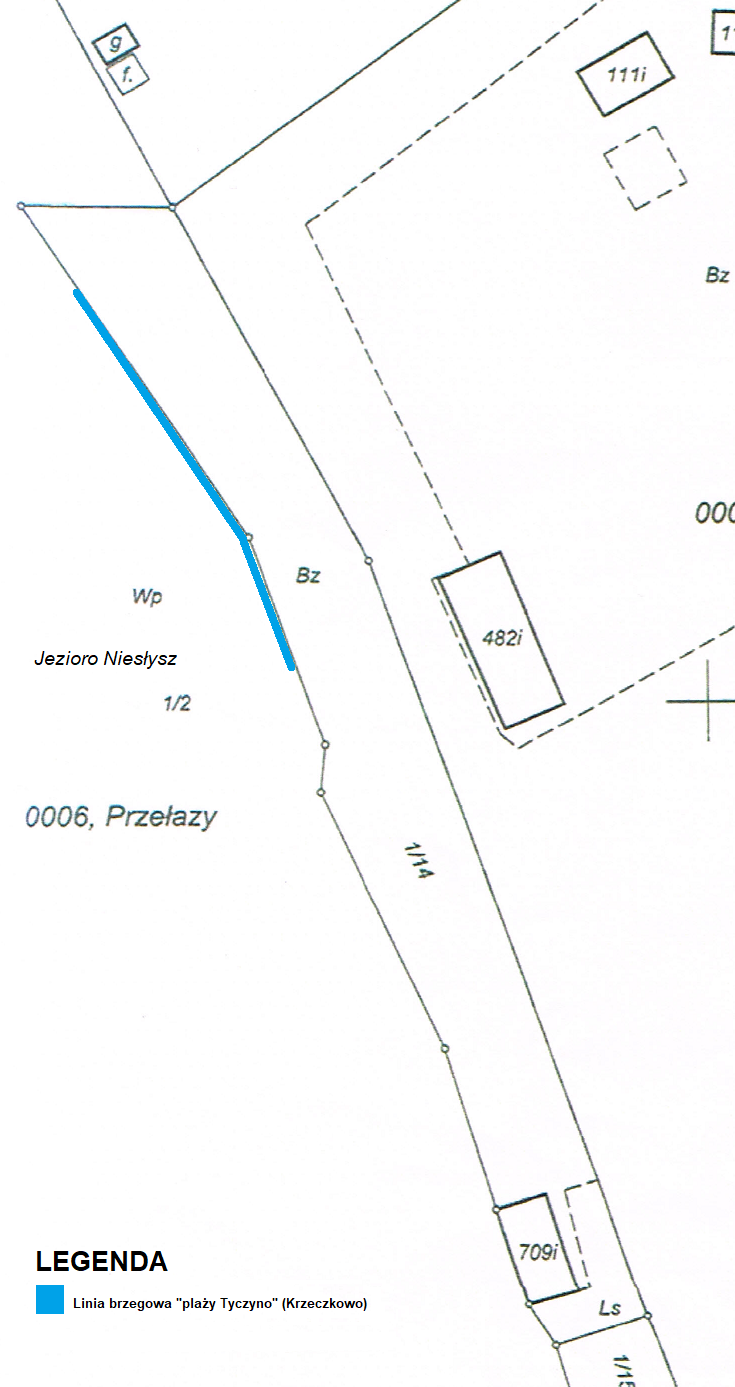 g
f.
111i
Bz
000
482i
Bz
Wp
Jezioro Niesłysz
1/2
0006, Przełazy
1/14
709i
LEGENDA
Linia brzegowa "plaży Tyczyno" (Krzeczkowo)
Ls
1/15